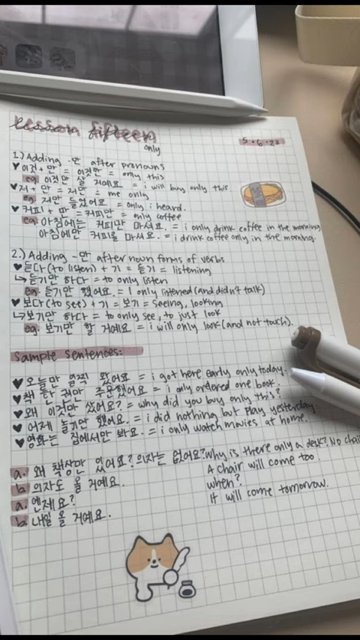 Lesson fifteen
5.6.22
only
1.) Adding -만 after pronouns
♥이것 + 만 = 이것만 = only this
eg. 이것만 살 거예요. = i will buy only this
♥저 + 만 = 저만 = me only
eg. 저만 들었어요. = only i heard.
♥커피 + 만 = 커피만 = only coffee
eg. 아침에는 커피만 마셔요. = i only drink coffee in the morning
아침에만 커피를 마셔요. = i drink coffee only in the morning.
2.) Adding -만 after noun forms of verbs
♥듣다 (to listen) + 기 = 듣기 = listening
↳듣기만 하다 = to only listen
eg. 듣기만 했어요. = I only listened (and didn't talk)
♥보다 (to see) + 기 = 보기 = seeing, looking
↳보기만 하다 = to only see, to just look
eg. 보기만 할 거예요. = i will only look (and not touch).
Sample Sentences:
♥ 오늘만 일찍 왔어요 = i got here early only today.
♥ 책 한 권만 주문했어요 = i only ordered one book.
♥ 왜 이것만 샀어요? = why did you buy only this?
♥ 어제 놀기만 했어요. = i did nothing but play yesterday.
♥ 영화는 집에서만 봐요. = i only watch movies at home.
a. 왜 책상만 있어요? 의자는 없어요? Why is there only a desk? No chair
b. 의자도 올 거예요. A chair will come too.
a. 언제요? when?
b. 내일 올 거예요. It will come tomorrow.